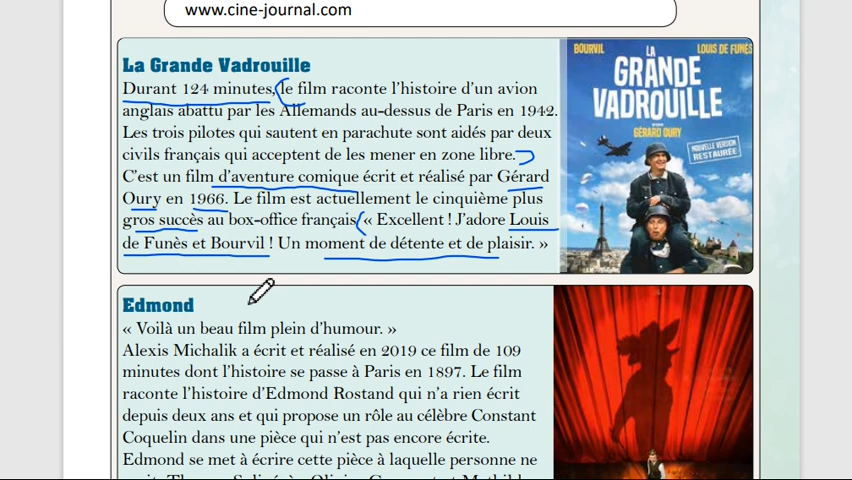 www.cine-journal.com
La Grande Vadrouille
Durant 124 minutes, le film raconte l'histoire d'un avion
anglais abattu par les Allemands au-dessus de Paris en 1942.
Les trois pilotes qui sautent en parachute sont aidés par deux
civils français qui acceptent de les mener en zone libre.
C'est un film d'aventure comique écrit et réalisé par Gérard
Oury en 1966. Le film est actuellement le cinquième plus
gros succès au box-office français. « Excellent ! J'adore Louis
de Funès et Bourvil ! Un moment de détente et de plaisir. »
BOURVIL
LOUIS DE FUNÈS
LA
GRANDE
VADROUILLE
GÉRARD OURY
NOUVELLE VERSION
RESTAURÉE
Edmond
« Voilà un beau film plein d'humour. »
Alexis Michalik a écrit et réalisé en 2019 ce film de 109
minutes dont l'histoire se passe à Paris en 1897. Le film
raconte l'histoire d'Edmond Rostand qui n'a rien écrit
depuis deux ans et qui propose un rôle au célèbre Constant
Coquelin dans une pièce qui n'est pas encore écrite.
Edmond se met à écrire cette pièce à laquelle personne ne